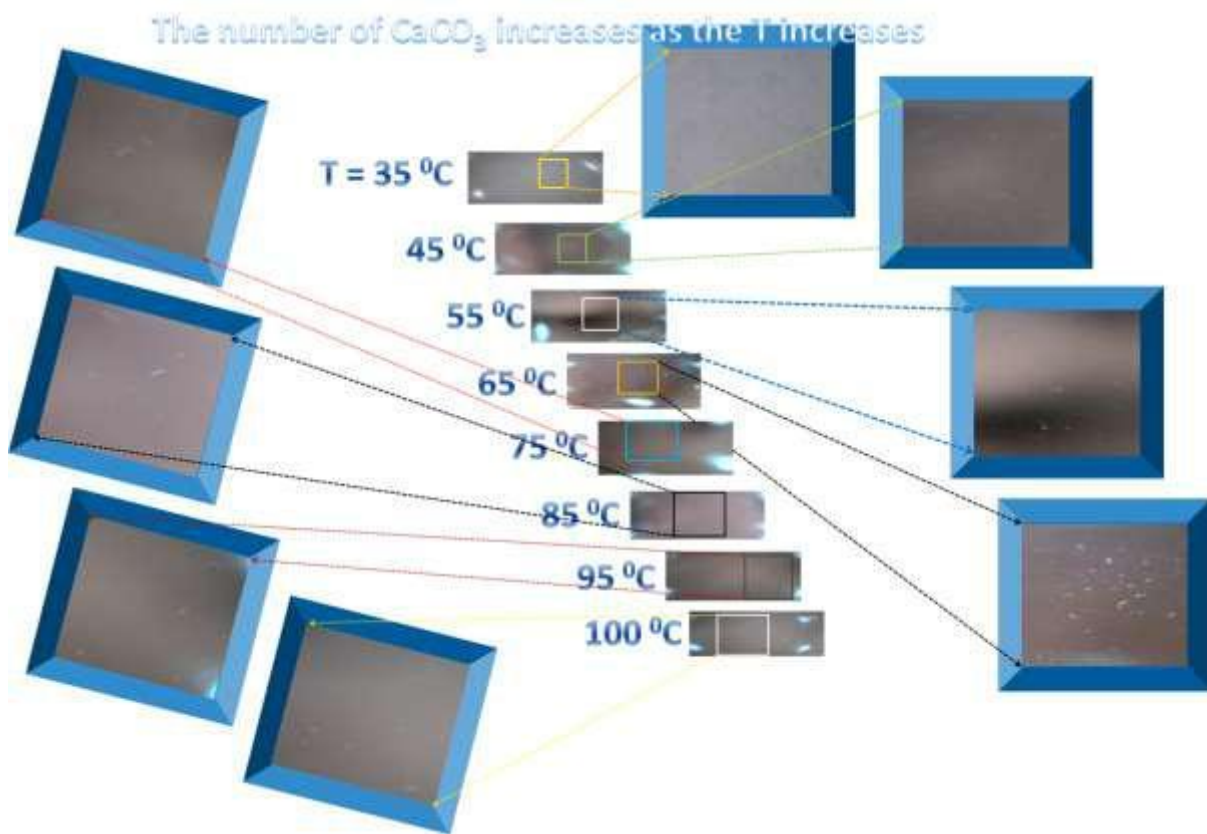 The number of CaCO₃ increases as the T increases
T = 35 ⁰C
45 ⁰C
55 ⁰C
65 ⁰C
75 ⁰C
85 ⁰C
95 ⁰C
100 ⁰C